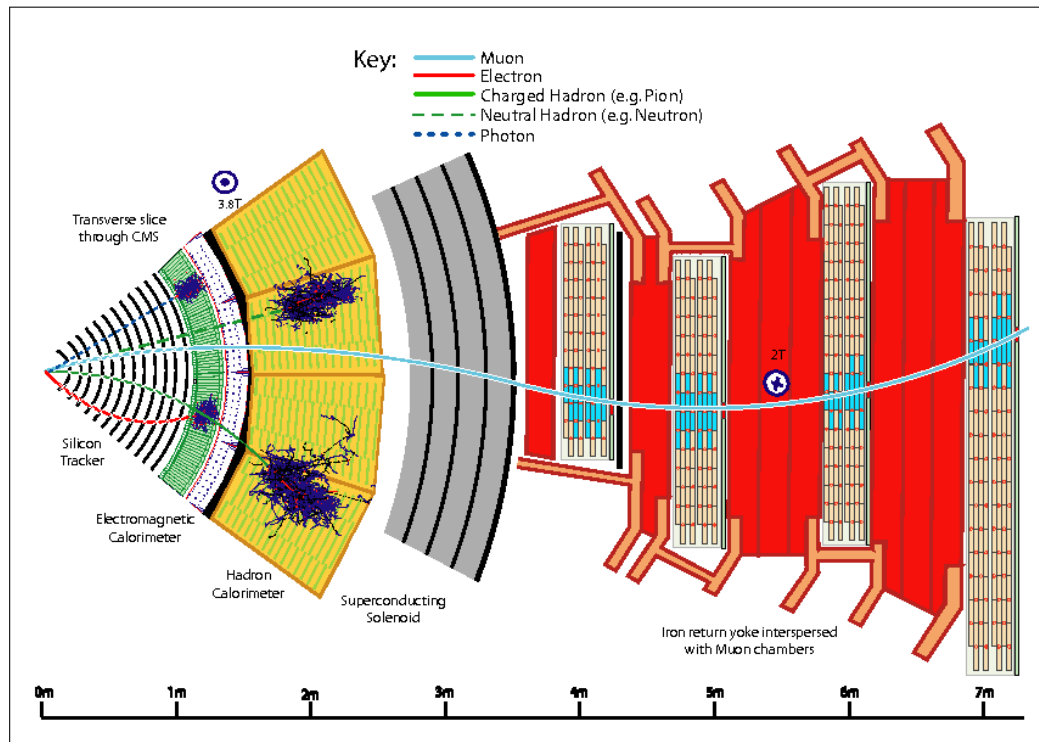 Key:
Muon
Electron
Charged Hadron (e.g. Pion)
Neutral Hadron (e.g. Neutron)
Photon
3.8T
Transverse slice
through CMS
2T
Silicon
Tracker
Electromagnetic
Calorimeter
Hadron
Calorimeter
Superconducting
Solenoid
Iron return yoke interspersed
with Muon chambers
0m 1m 2m 3m 4m 5m 6m 7m